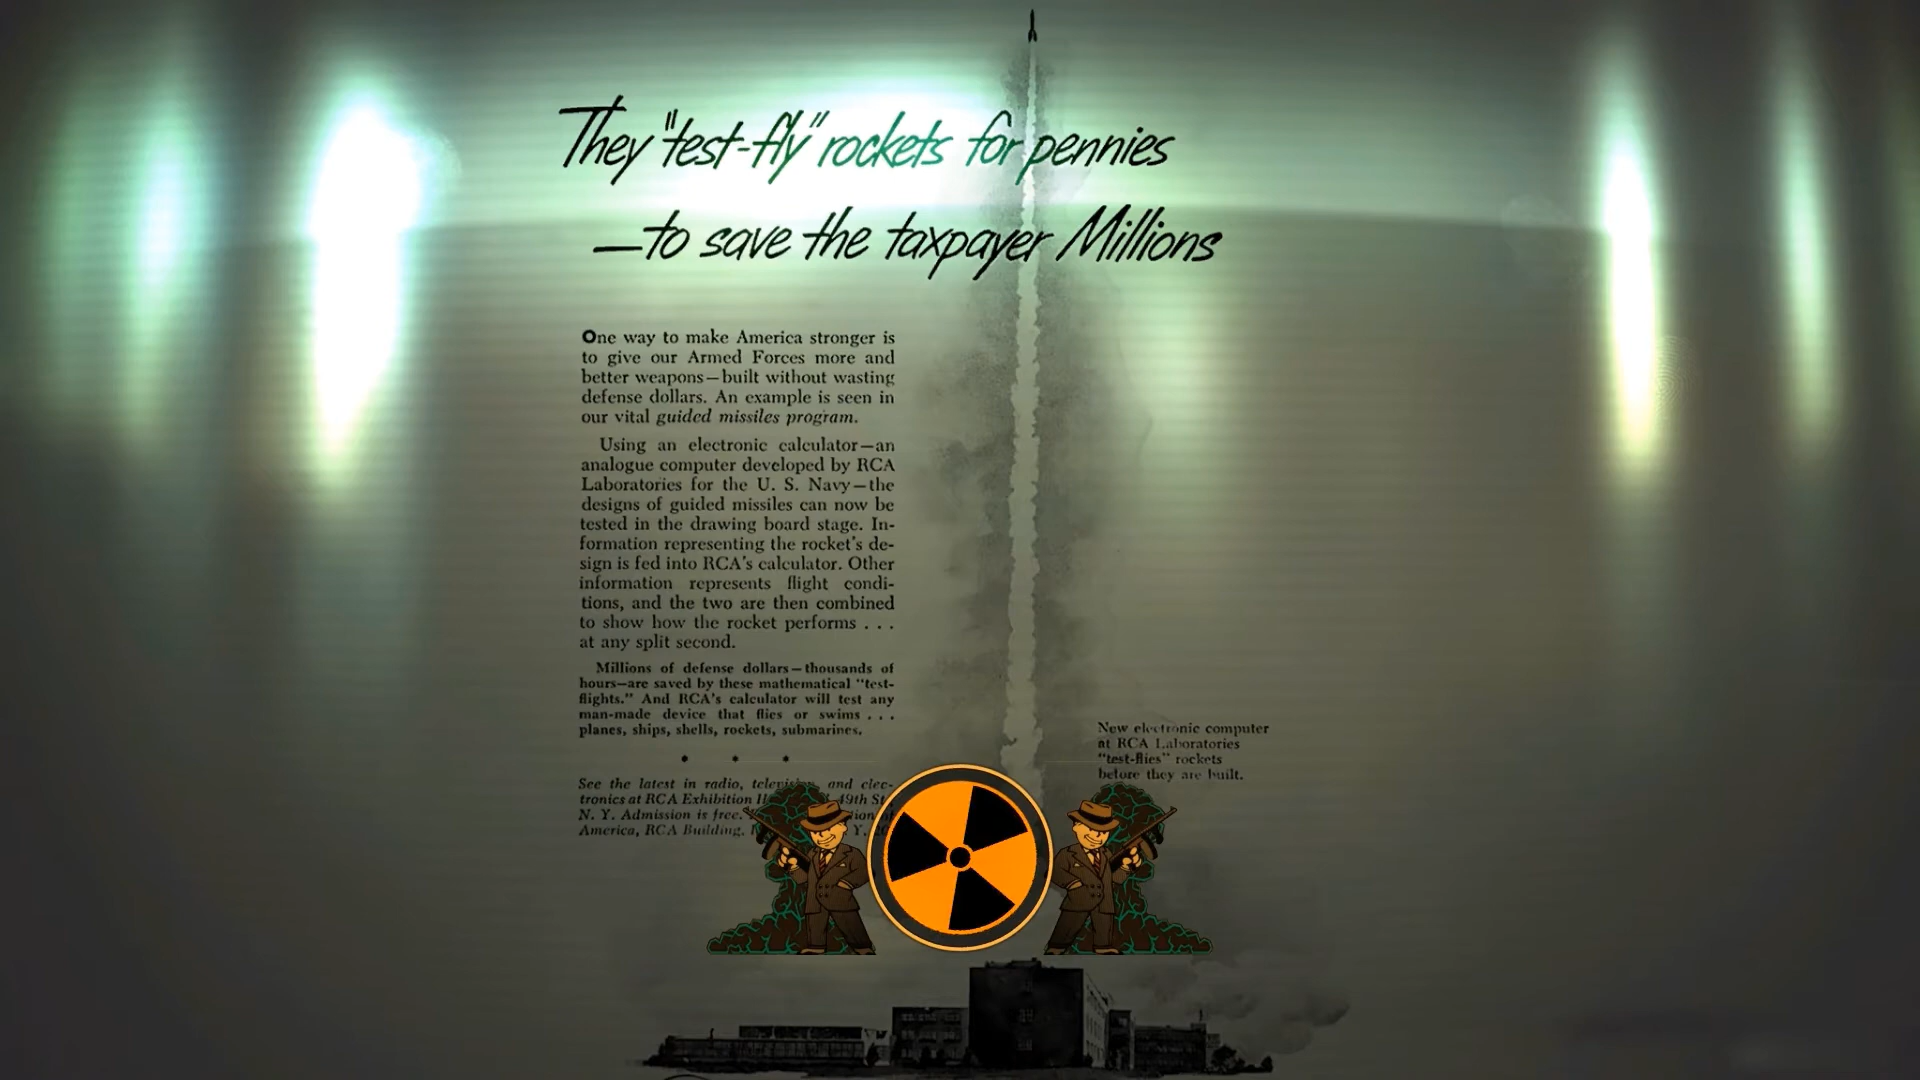 They "test-fly" rockets for pennies
—to save the taxpayer Millions
One way to make America stronger is
to give our Armed Forces more and
better weapons—built without wasting
defense dollars. An example is seen in
our vital guided missiles program.
Using an electronic calculator—an
analogue computer developed by RCA
Laboratories for the U. S. Navy—the
designs of guided missiles can now be
tested in the drawing board stage. In-
formation representing the rocket's de-
sign is fed into RCA's calculator. Other
information represents flight condi-
tions, and the two are then combined
to show how the rocket performs . . .
at any split second.
Millions of defense dollars—thousands of
hours—are saved by these mathematical "test-
flights." And RCA's calculator will test any
man-made device that flies or swims . . .
planes, ships, shells, rockets, submarines.
* * *
See the latest in radio, television, and elec-
tronics at RCA Exhibition 49th St.
N. Y. Admission is free.
America, RCA Building, Y.
New electronic computer
at RCA Laboratories
"test-flies" rockets
before they are built.